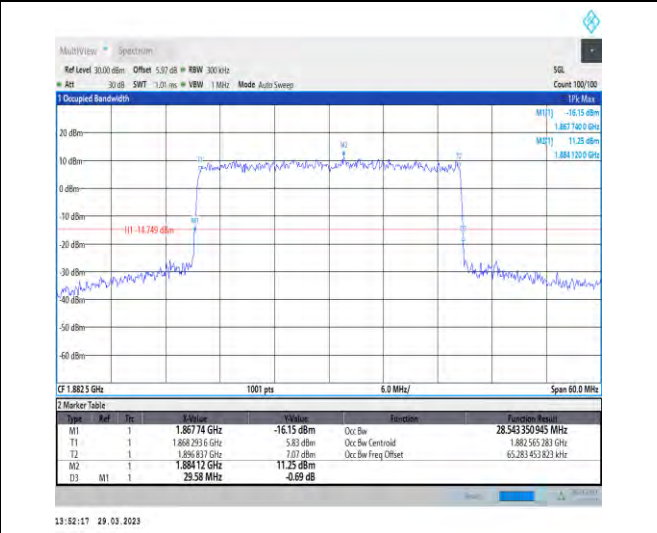 MultiView Spectrum
Ref Level 30.00 dBm Offset 5.97 dB RBW 300 kHz SGL
Att 30 dB SWT 1.01 ms VBW 1 MHz Mode Auto Sweep Count 100/100
1 Occupied Bandwidth 1Pk Max
M1[1] -16.15 dBm
1.867 740 0 GHz
M2[1] 11.25 dBm
1.884 120 0 GHz
20 dBm
M2
10 dBm
T1 T2
0 dBm
-10 dBm
M1
H1 -14.749 dBm
-20 dBm
-30 dBm
-40 dBm
-50 dBm
-60 dBm
CF 1.882 5 GHz 1001 pts 6.0 MHz/ Span 60.0 MHz
2 Marker Table
Type Ref Trc X-Value Y-Value Function Function Result
M1 1 1.867 74 GHz -16.15 dBm Occ Bw 28.543 350 945 MHz
T1 1 1.868 293 6 GHz 5.83 dBm Occ Bw Centroid 1.882 565 283 GHz
T2 1 1.896 837 GHz 7.07 dBm Occ Bw Freq Offset 65.283 453 823 kHz
M2 1 1.884 12 GHz 11.25 dBm
D3 M1 1 29.58 MHz -0.69 dB
13:52:17 29.03.2023